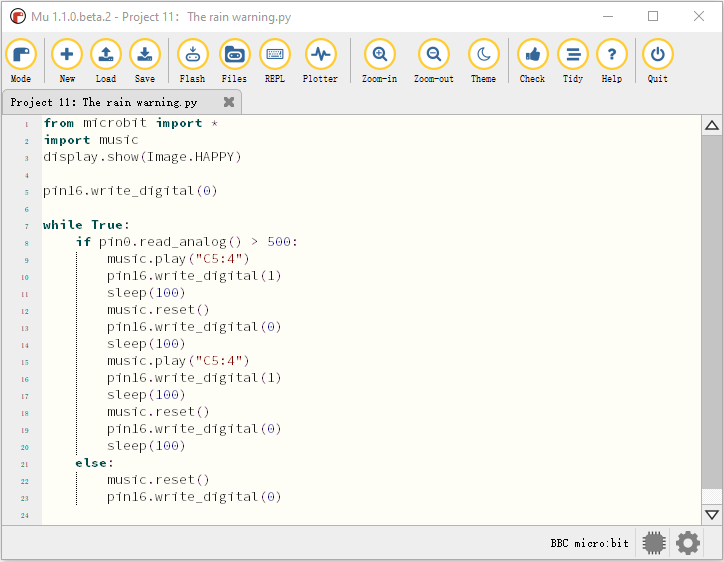 Mu 1.1.0.beta.2 - Project 11:  The rain warning.py
Mode New Load Save Flash Files REPL Plotter Zoom-in Zoom-out Theme Check Tidy Help Quit
Project 11: The rain warning.py
1 from microbit import *
2 import music
3 display.show(Image.HAPPY)
4
5 pin16.write_digital(0)
6
7 while True:
8     if pin0.read_analog() > 500:
9         music.play("C5:4")
10         pin16.write_digital(1)
11         sleep(100)
12         music.reset()
13         pin16.write_digital(0)
14         sleep(100)
15         music.play("C5:4")
16         pin16.write_digital(1)
17         sleep(100)
18         music.reset()
19         pin16.write_digital(0)
20         sleep(100)
21     else:
22         music.reset()
23         pin16.write_digital(0)
24
BBC micro:bit